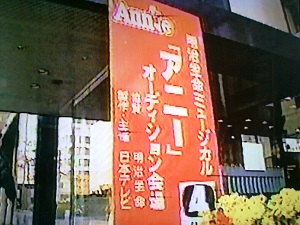 Annie
明治生命ミュージカル
「アニー」
オーディション会場
協賛 明治生命
製作・主催 日本テレビ
4